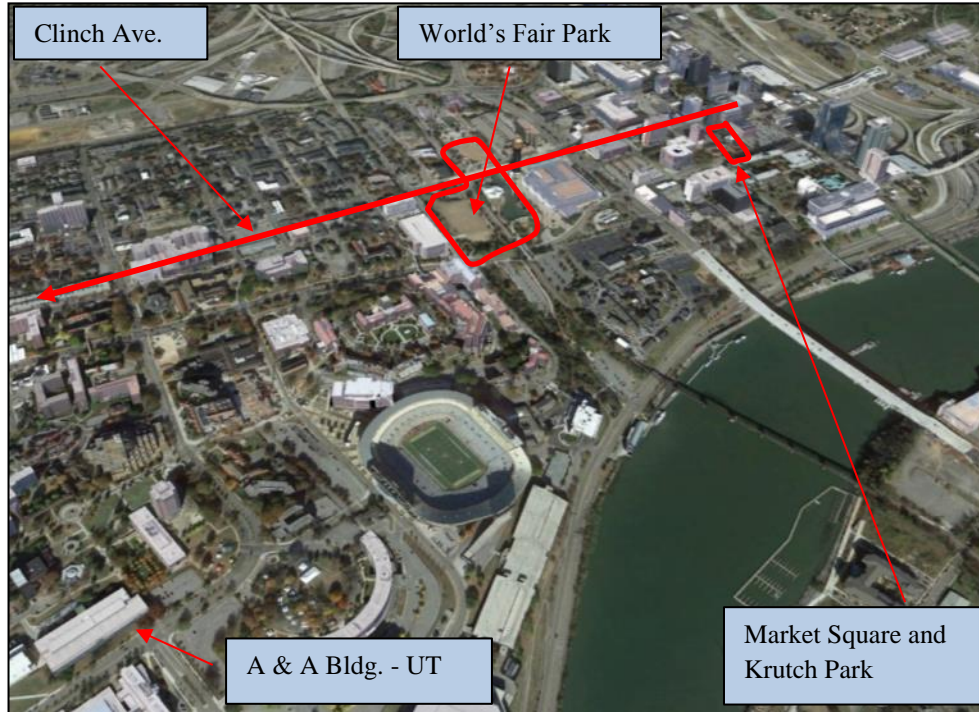 Clinch Ave.
World’s Fair Park
A & A Bldg. - UT
Market Square and
Krutch Park